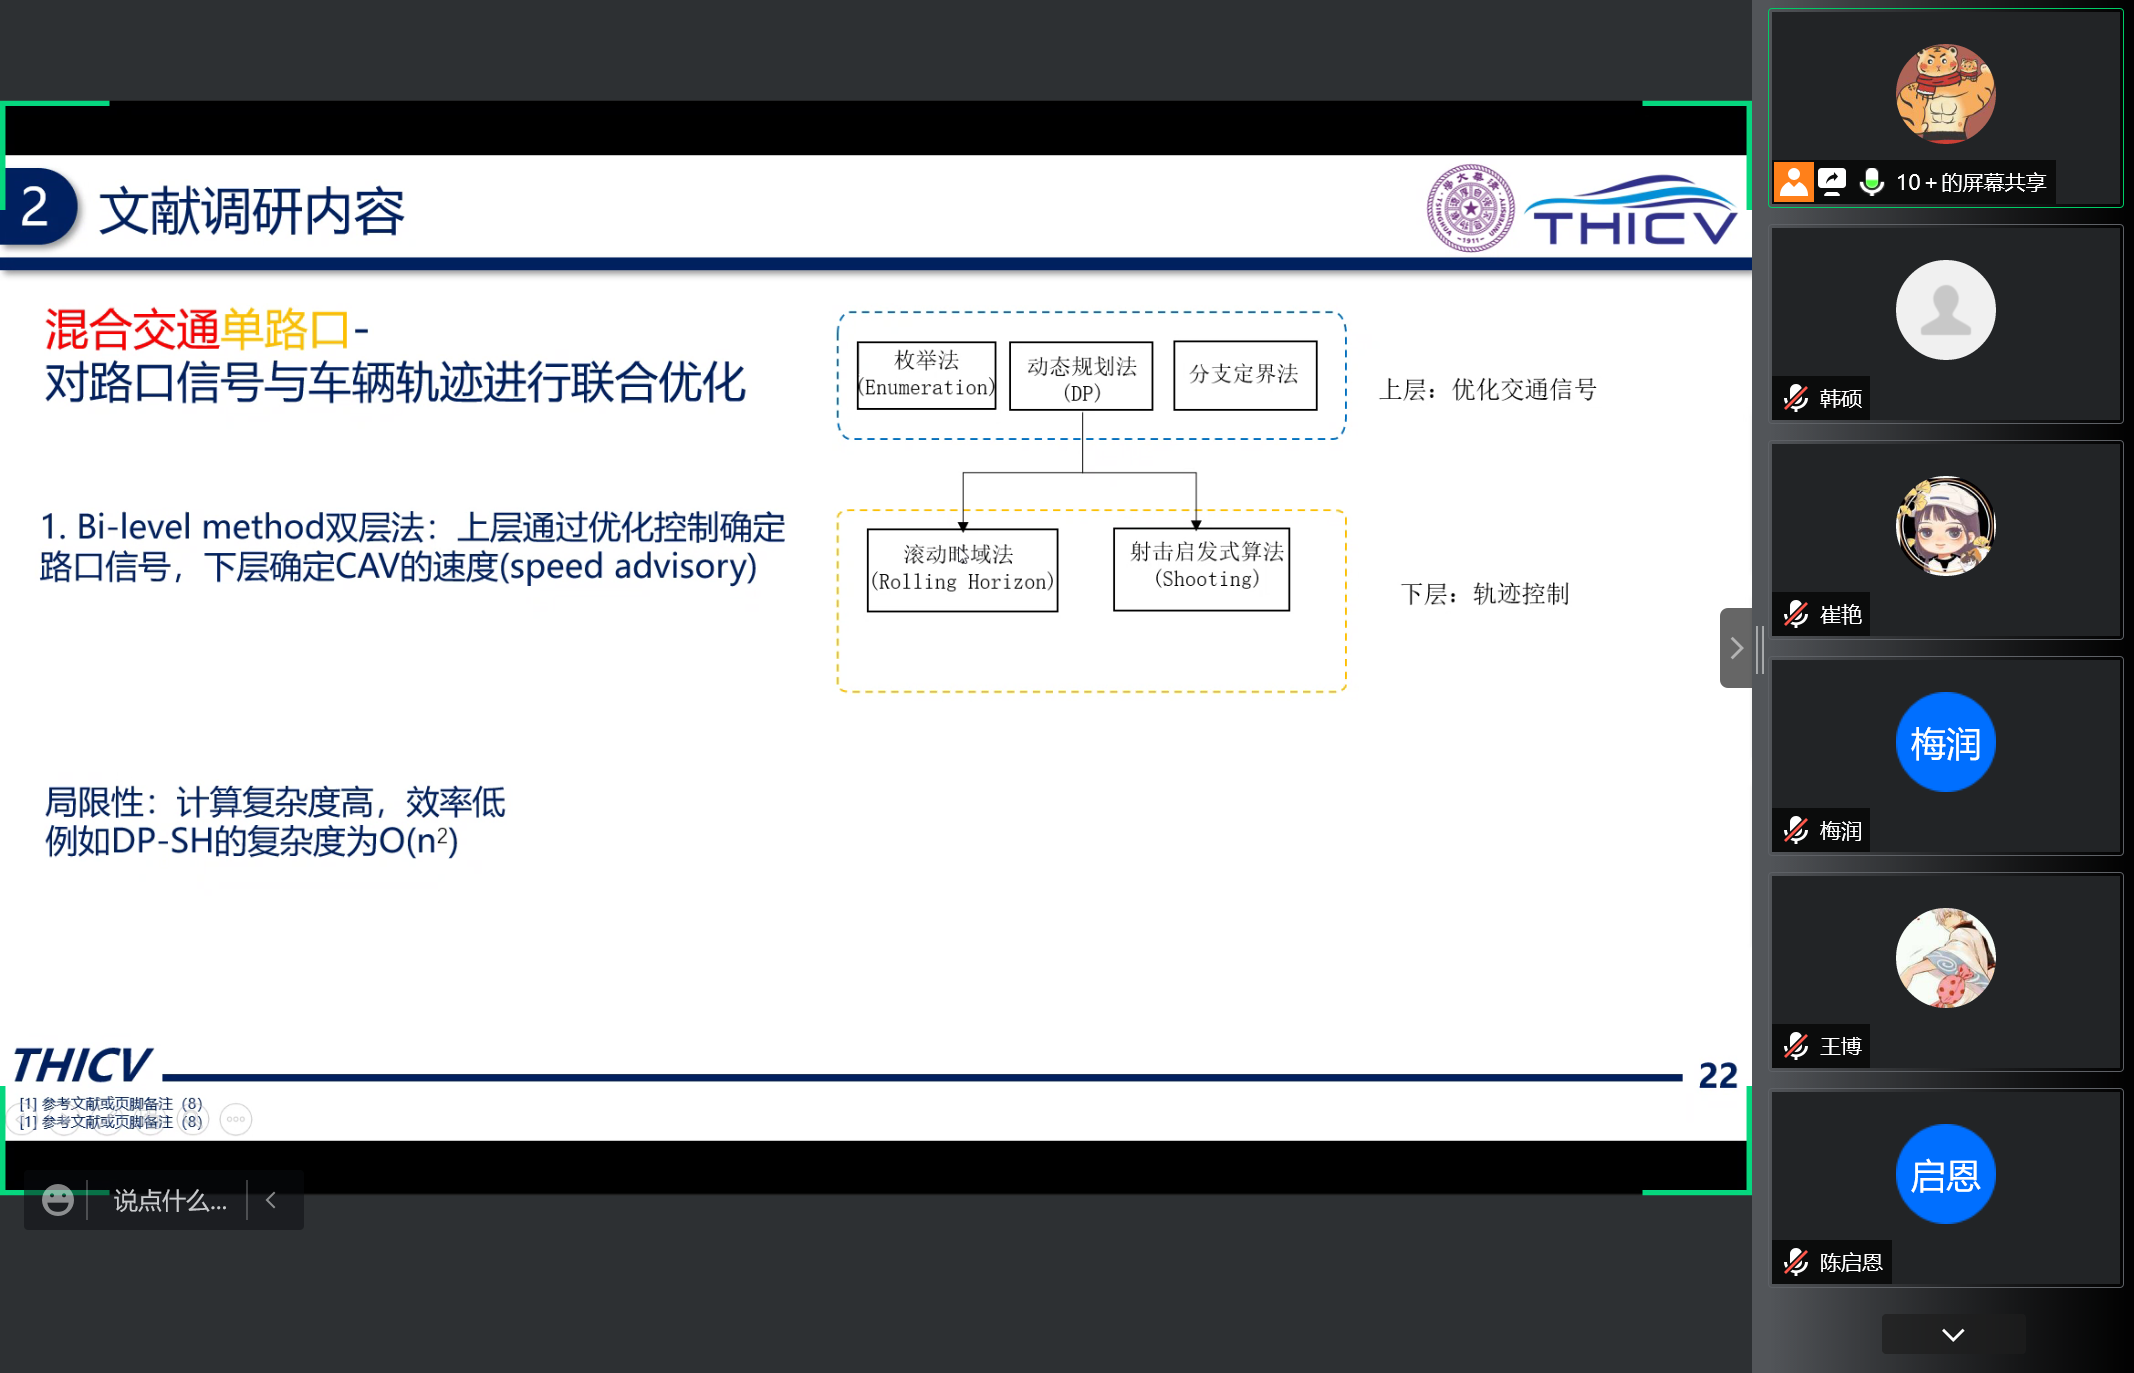 2 文献调研内容
THICV
混合交通单路口-
对路口信号与车辆轨迹进行联合优化
1. Bi-level method双层法：上层通过优化控制确定
路口信号，下层确定CAV的速度(speed advisory)
局限性：计算复杂度高，效率低
例如DP-SH的复杂度为O(n²)
枚举法
(Enumeration)
动态规划法
(DP)
分支定界法
上层：优化交通信号
滚动时域法
(Rolling Horizon)
射击启发式算法
(Shooting)
下层：轨迹控制
THICV
22
[1] 参考文献或页脚备注（8）
[1] 参考文献或页脚备注（8）
说点什么...
10＋的屏幕共享
韩硕
崔艳
梅润
梅润
王博
启恩
陈启恩